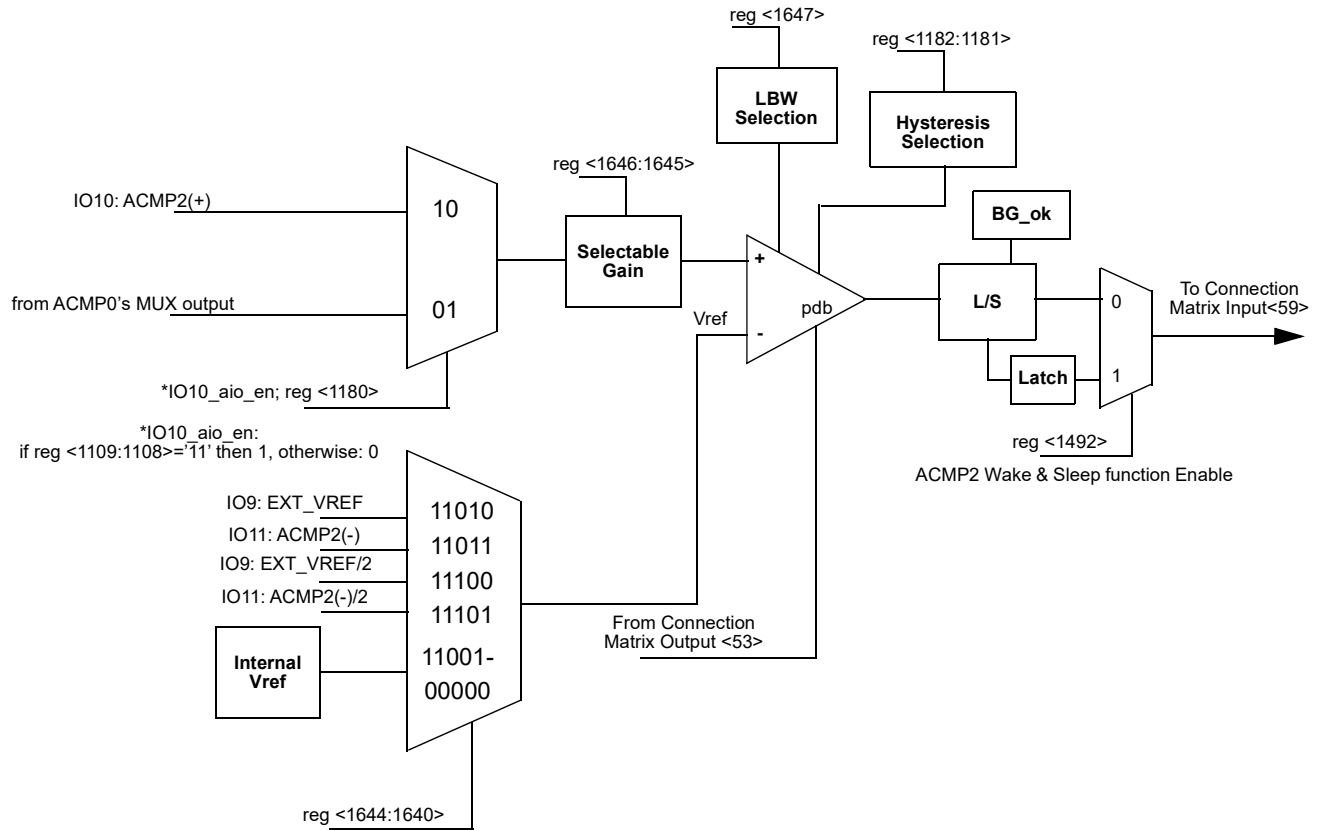 reg <1647>
reg <1182:1181>
LBW
Selection
Hysteresis
Selection
reg <1646:1645>
IO10: ACMP2(+)
10
BG_ok
Selectable
Gain
+
from ACMP0's MUX output
01
Vref
-
pdb
L/S
0
To Connection
Matrix Input<59>
Latch
1
*IO10_aio_en; reg <1180>
*IO10_aio_en:
if reg <1109:1108>='11' then 1, otherwise: 0
reg <1492>
ACMP2 Wake & Sleep function Enable
IO9: EXT_VREF
11010
IO11: ACMP2(-)
11011
IO9: EXT_VREF/2
11100
IO11: ACMP2(-)/2
11101
From Connection
Matrix Output <53>
Internal
Vref
11001-
00000
reg <1644:1640>